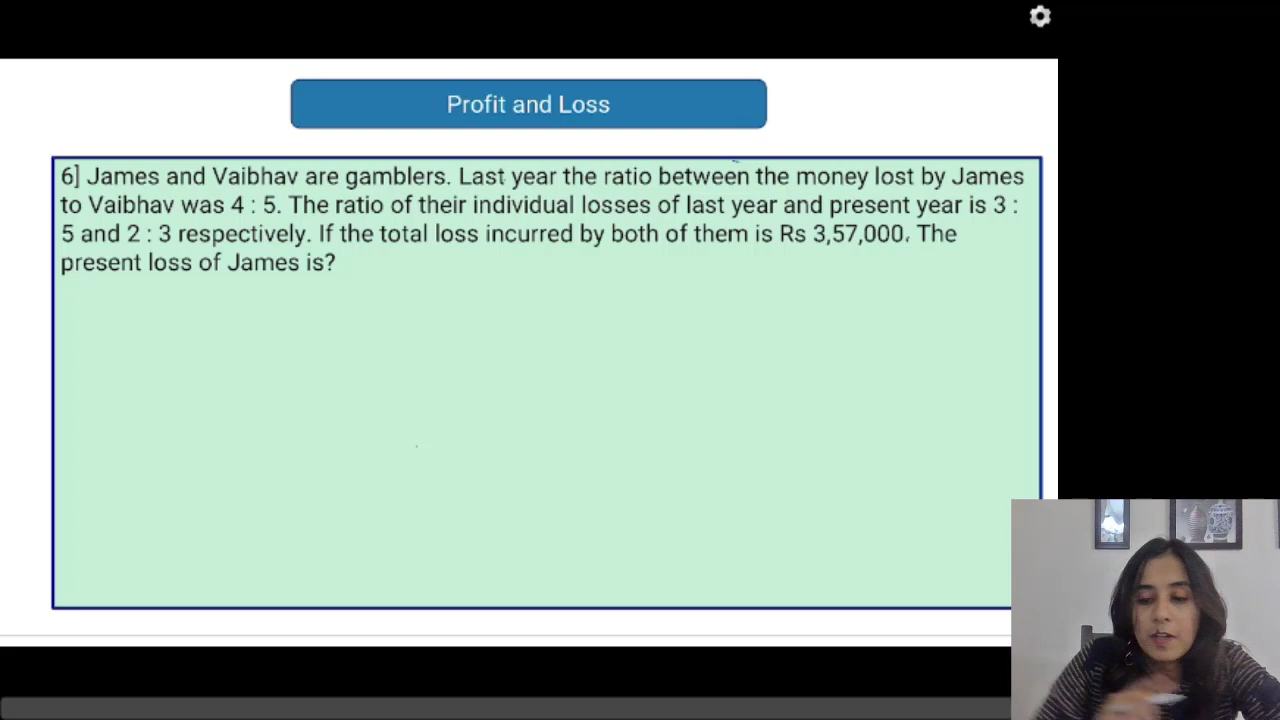 Profit and Loss
6] James and Vaibhav are gamblers. Last year the ratio between the money lost by James
to Vaibhav was 4 : 5. The ratio of their individual losses of last year and present year is 3 :
5 and 2 : 3 respectively. If the total loss incurred by both of them is Rs 3,57,000. The
present loss of James is?